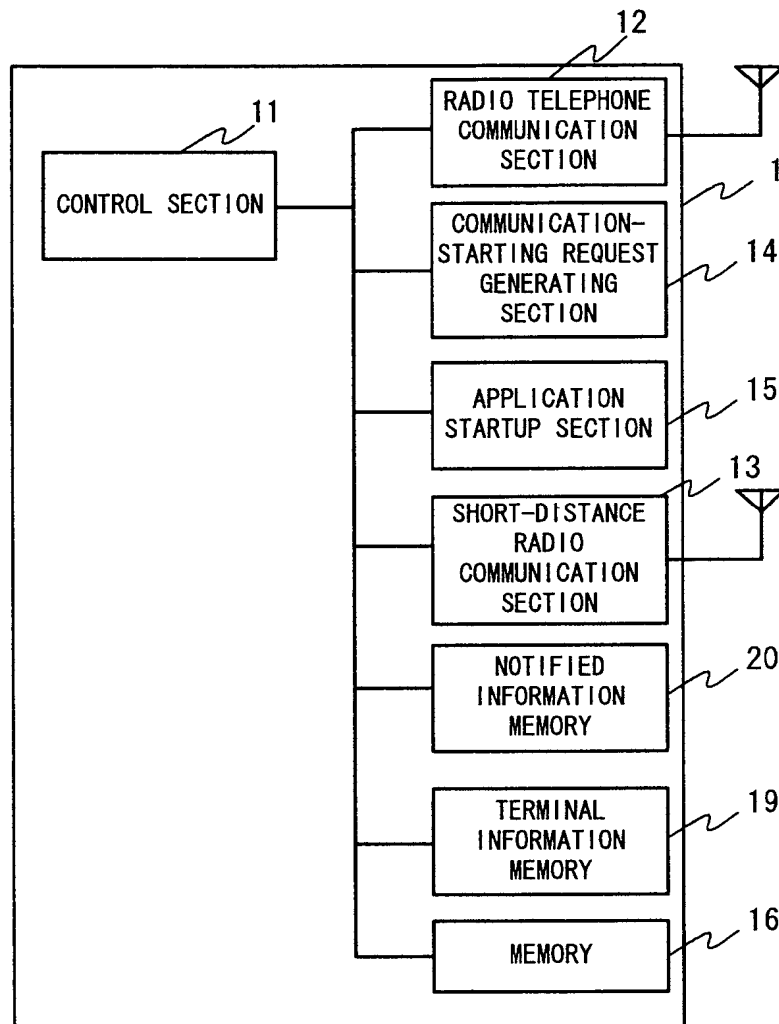 12
RADIO TELEPHONE
COMMUNICATION
SECTION
11
CONTROL SECTION
1
COMMUNICATION-
STARTING REQUEST
GENERATING
SECTION
14
APPLICATION
STARTUP SECTION
15
13
SHORT-DISTANCE
RADIO
COMMUNICATION
SECTION
NOTIFIED
INFORMATION
MEMORY
20
TERMINAL
INFORMATION
MEMORY
19
MEMORY
16